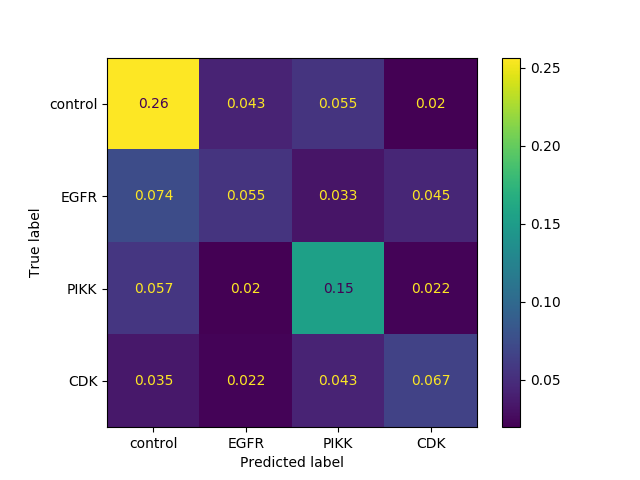 control 0.26 0.043 0.055 0.02
EGFR 0.074 0.055 0.033 0.045
PIKK 0.057 0.02 0.15 0.022
CDK 0.035 0.022 0.043 0.067
control EGFR PIKK CDK
Predicted label
True label
0.25
0.20
0.15
0.10
0.05